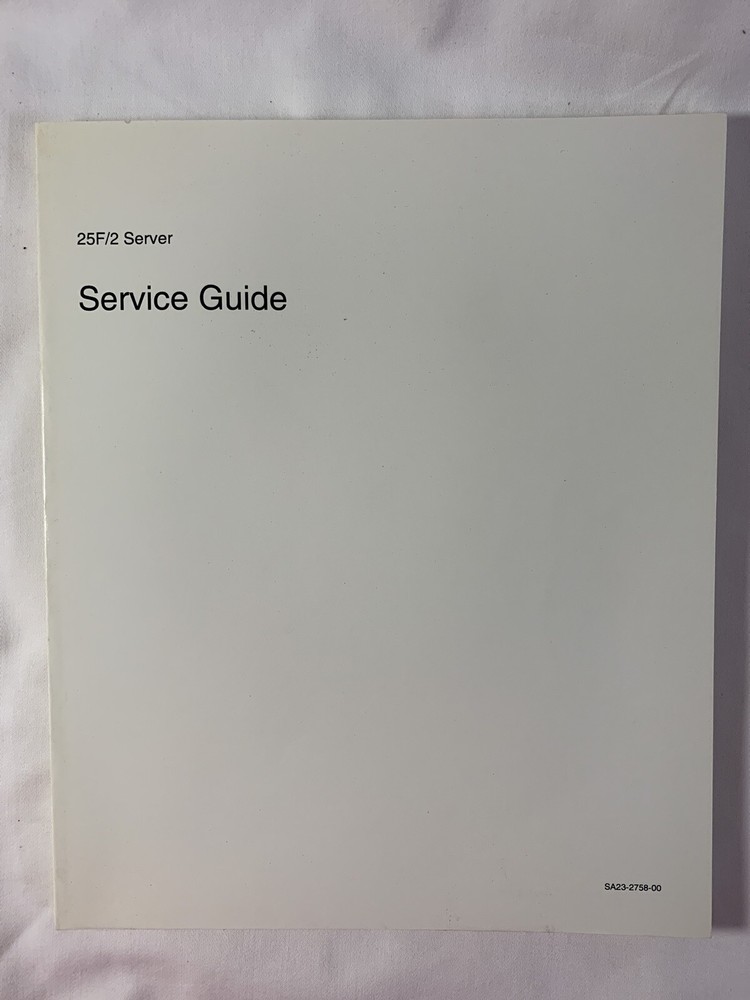 25F/2 Server
Service Guide
SA23-2758-00